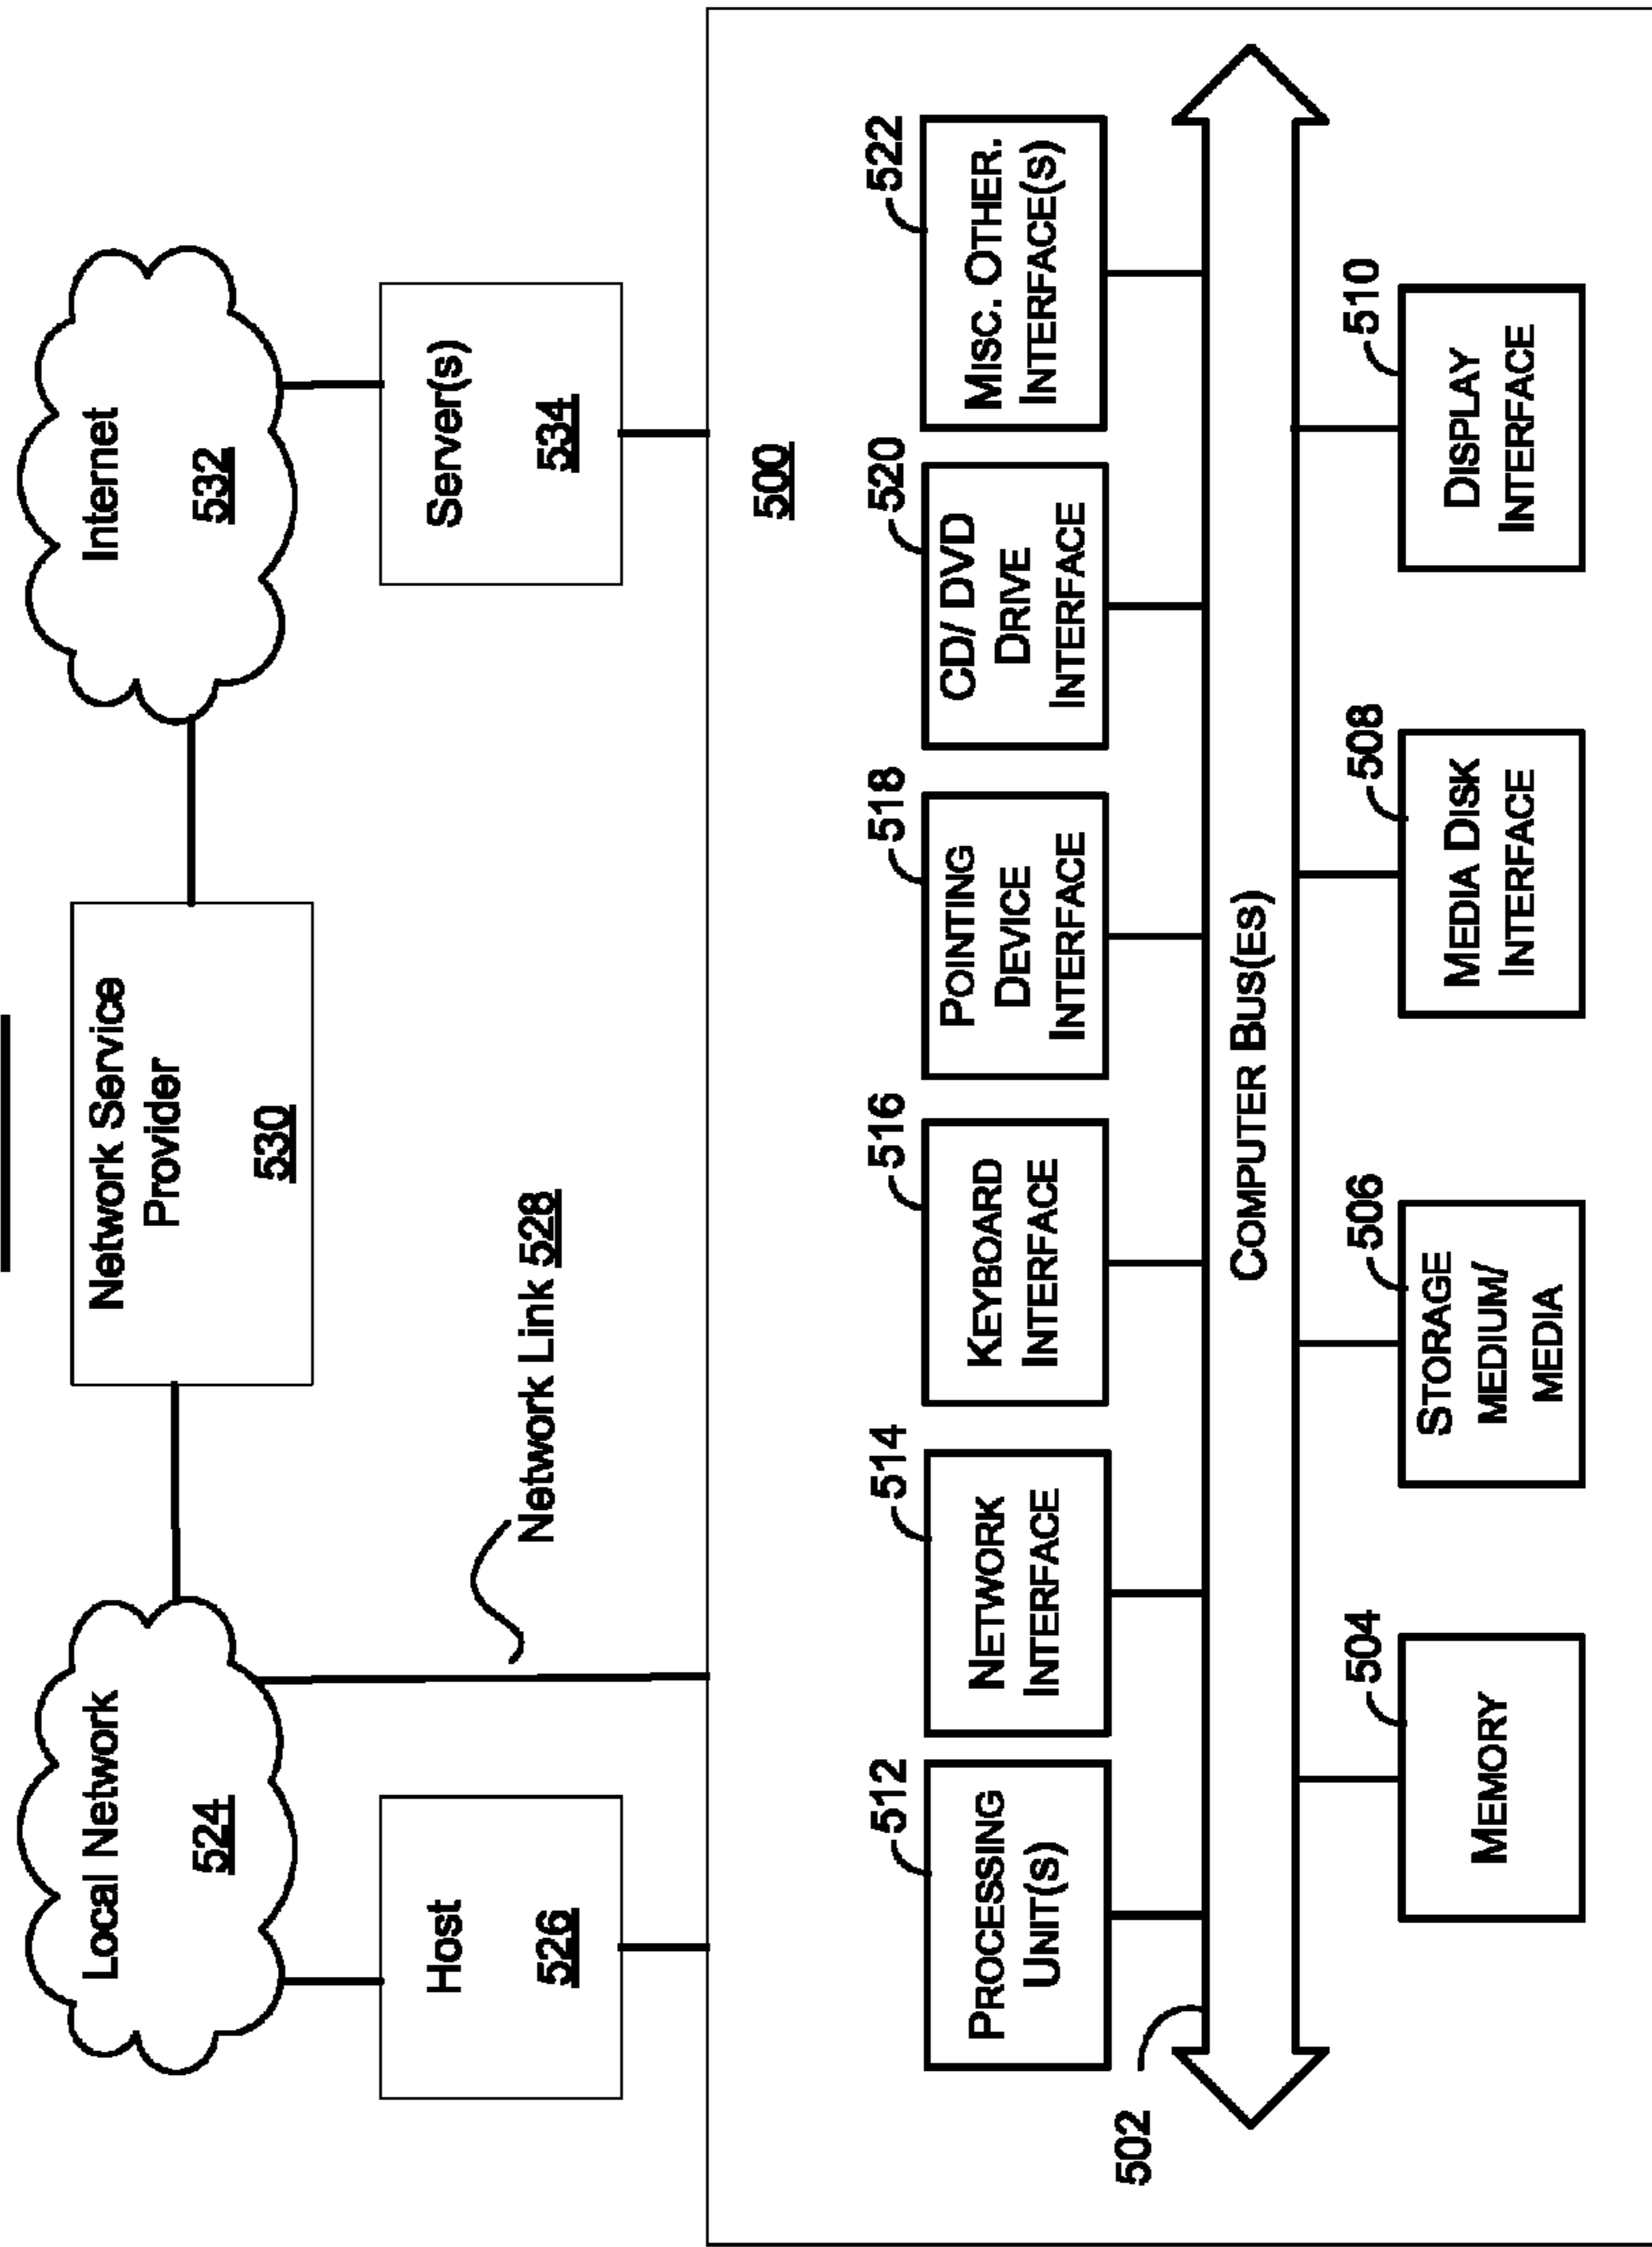 Local Network
524
Network Service
Provider
530
Internet
532
Host
526
Network Link 528
Server(s)
534
500
512
PROCESSING
UNIT(S)
514
NETWORK
INTERFACE
516
KEYBOARD
INTERFACE
518
POINTING
DEVICE
INTERFACE
520
CD/ DVD
DRIVE
INTERFACE
522
MISC. OTHER.
INTERFACE(S)
502
COMPUTER BUS(ES)
504
MEMORY
506
STORAGE
MEDIUM/
MEDIA
508
MEDIA DISK
INTERFACE
510
DISPLAY
INTERFACE